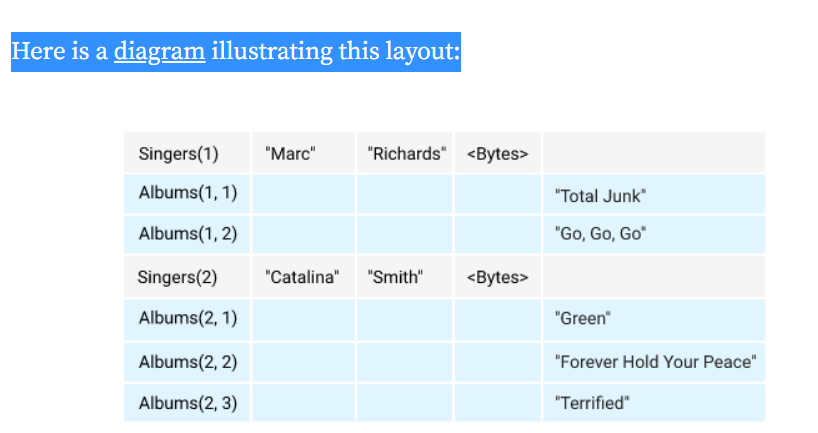 Here is a diagram illustrating this layout:
Singers(1) "Marc" "Richards" <Bytes>
Albums(1, 1) "Total Junk"
Albums(1, 2) "Go, Go, Go"
Singers(2) "Catalina" "Smith" <Bytes>
Albums(2, 1) "Green"
Albums(2, 2) "Forever Hold Your Peace"
Albums(2, 3) "Terrified"